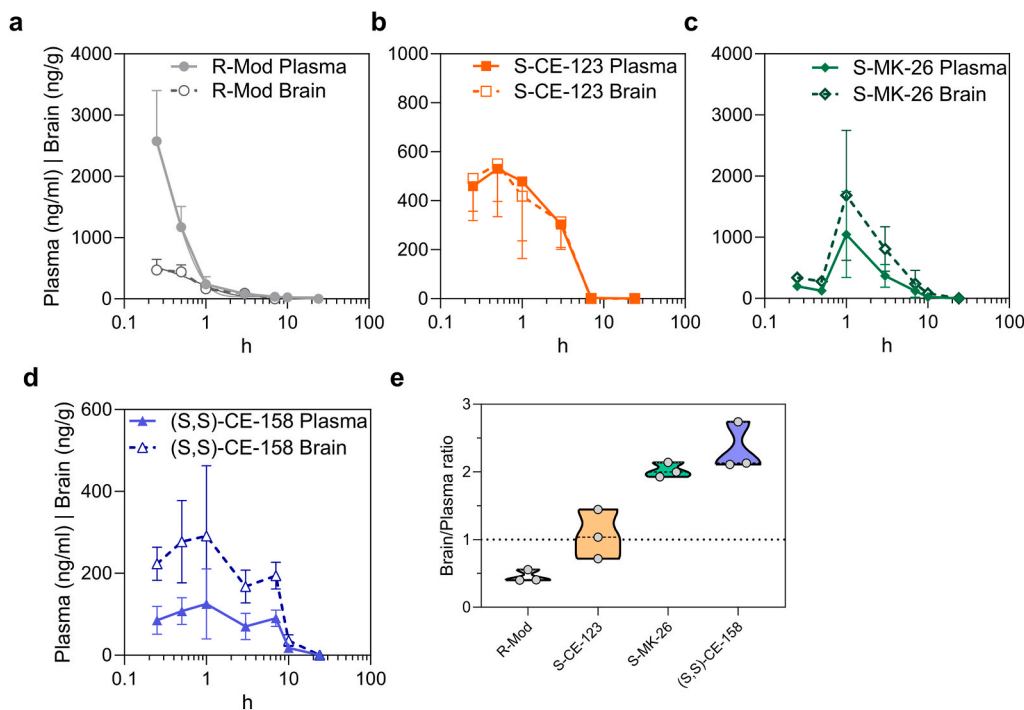 a
Plasma (ng/ml) | Brain (ng/g)
4000
3000
2000
1000
0
R-Mod Plasma
R-Mod Brain
0.1
1
10
100
h
b
1000
800
600
400
200
0
S-CE-123 Plasma
S-CE-123 Brain
0.1
1
10
100
h
c
4000
3000
2000
1000
0
S-MK-26 Plasma
S-MK-26 Brain
0.1
1
10
100
h
d
Plasma (ng/ml) | Brain (ng/g)
600
400
200
0
(S,S)-CE-158 Plasma
(S,S)-CE-158 Brain
0.1
1
10
100
h
e
Brain/Plasma ratio
3
2
1
0
R-Mod
S-CE-123
S-MK-26
(S,S)-CE-158